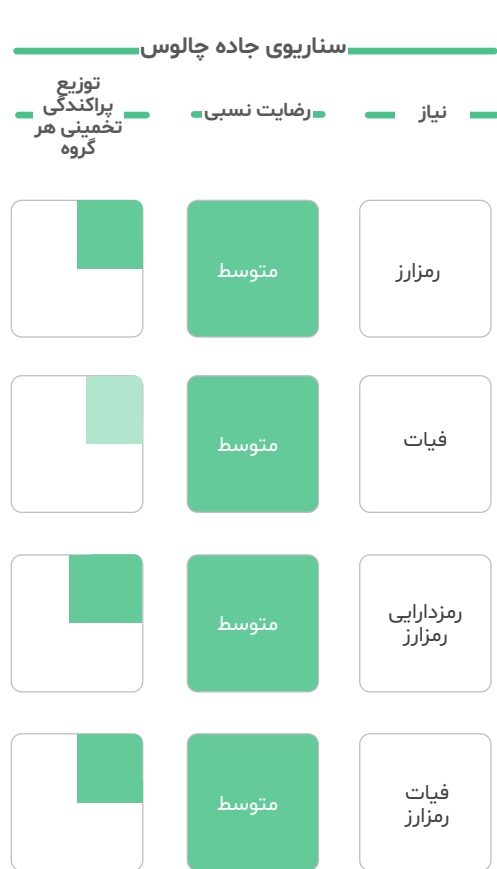 سناریوی جاده چالوس
نیاز
رضایت نسبی
توزیع
پراکندگی
تخمینی هر
گروه
رمزارز
متوسط
فیات
متوسط
رمزدارایی
رمزارز
متوسط
فیات
رمزارز
متوسط